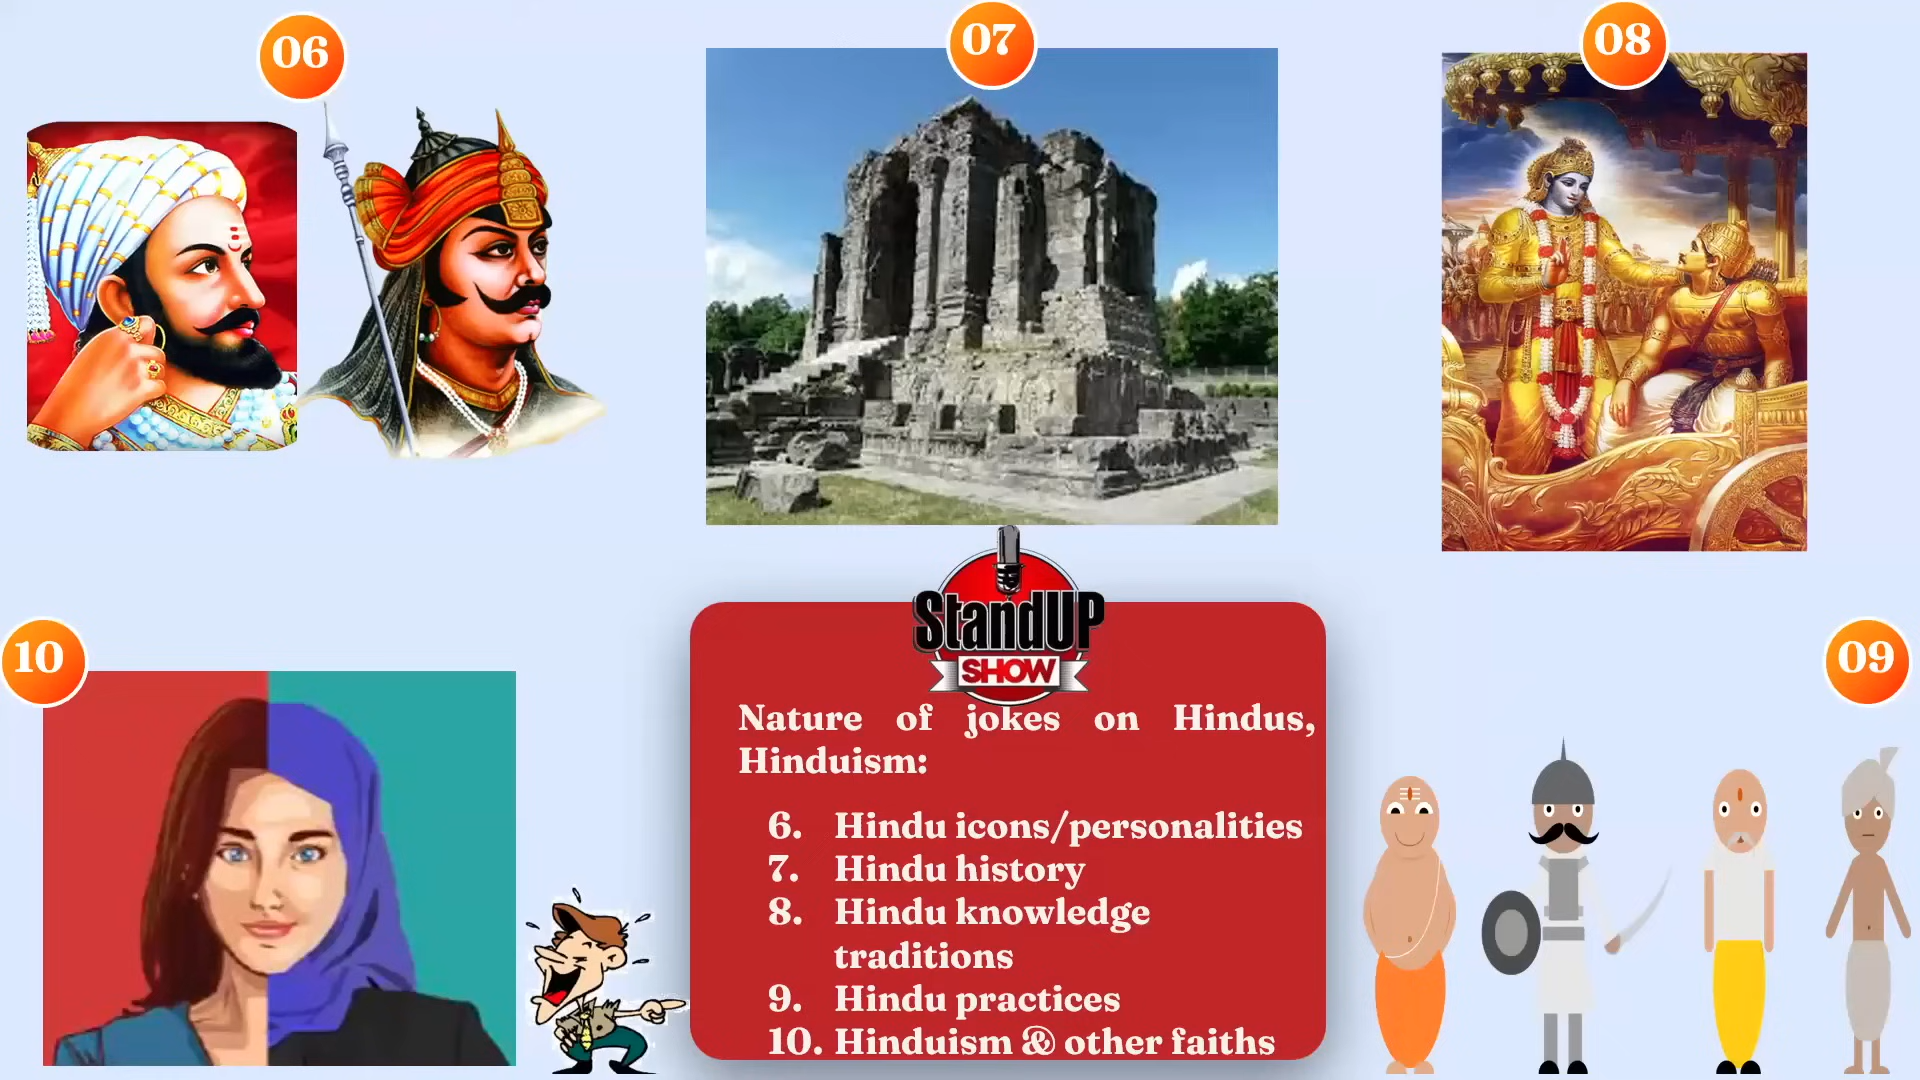 06
07
08
10
09
StandUP
SHOW
Nature of jokes on Hindus,
Hinduism:
6. Hindu icons/personalities
7. Hindu history
8. Hindu knowledge
traditions
9. Hindu practices
10. Hinduism & other faiths